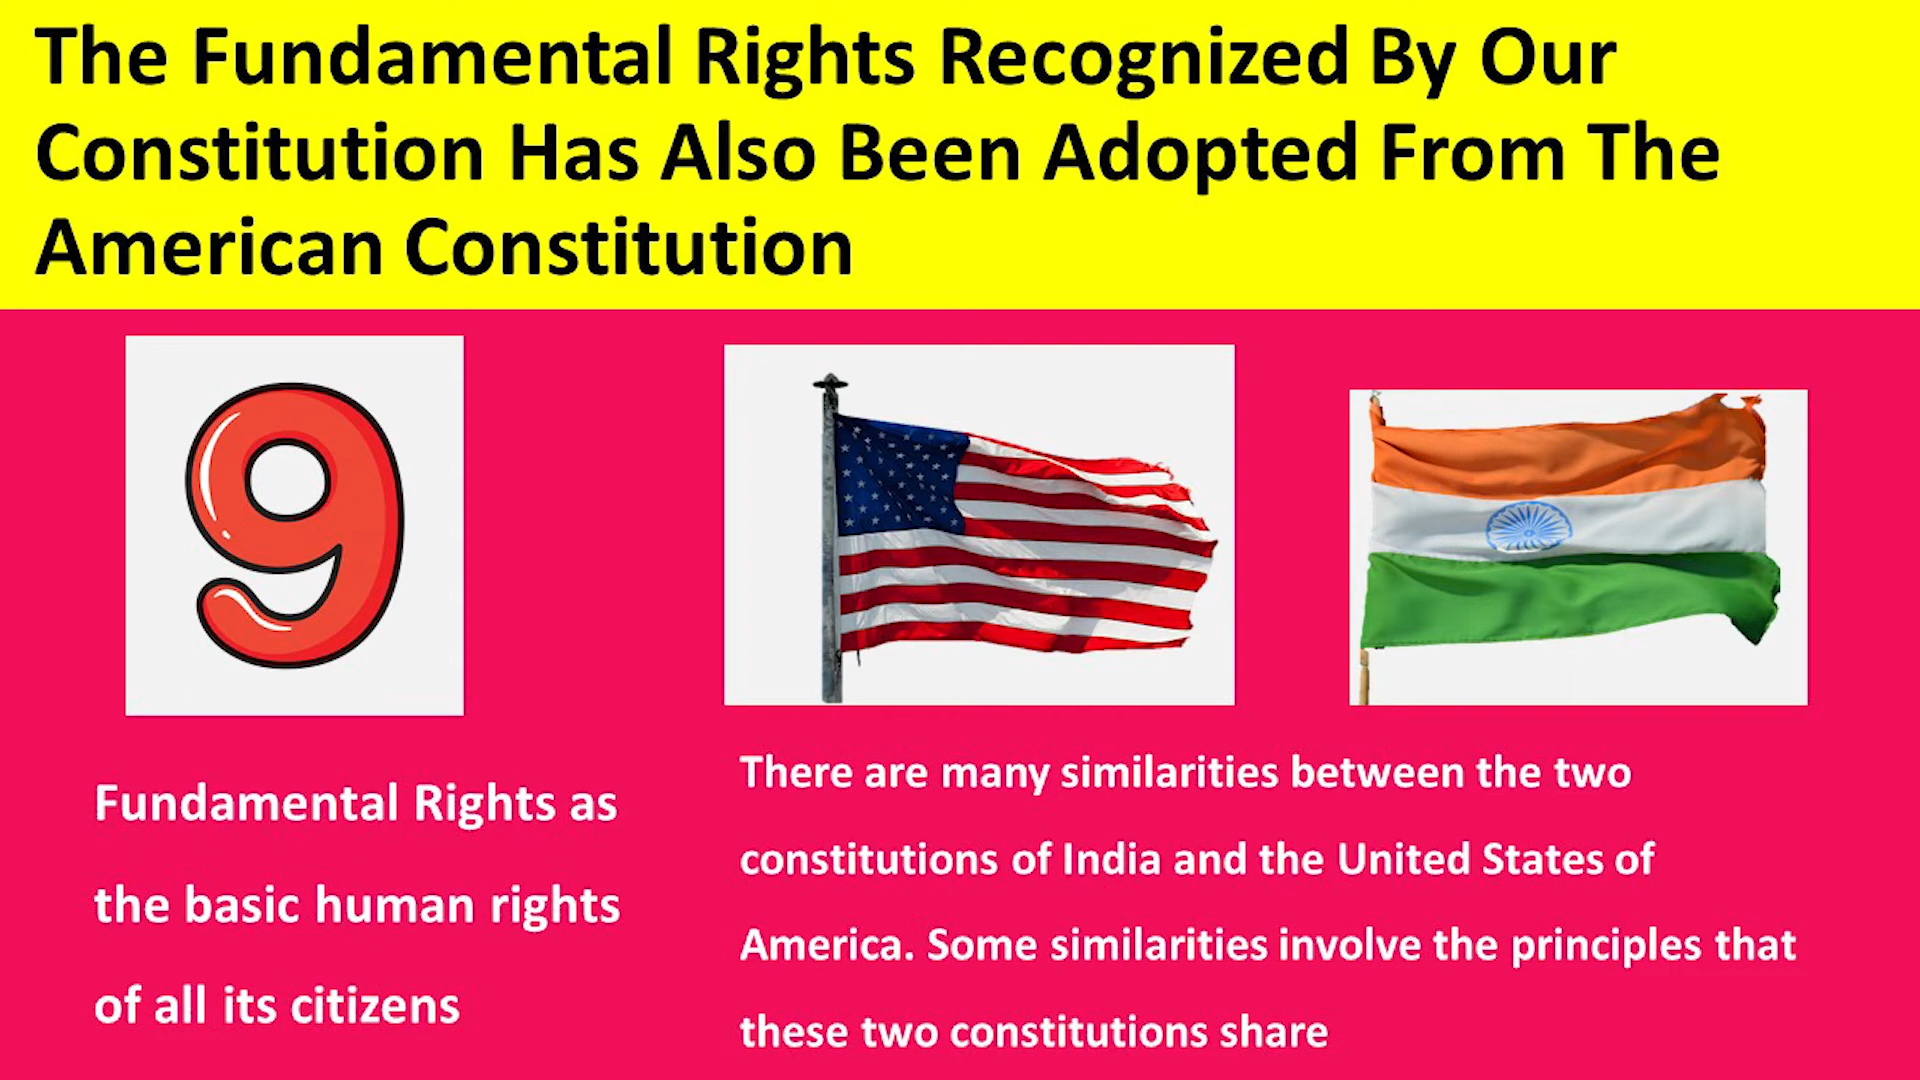 The Fundamental Rights Recognized By Our
Constitution Has Also Been Adopted From The
American Constitution
9
Fundamental Rights as
the basic human rights
of all its citizens
There are many similarities between the two
constitutions of India and the United States of
America. Some similarities involve the principles that
these two constitutions share